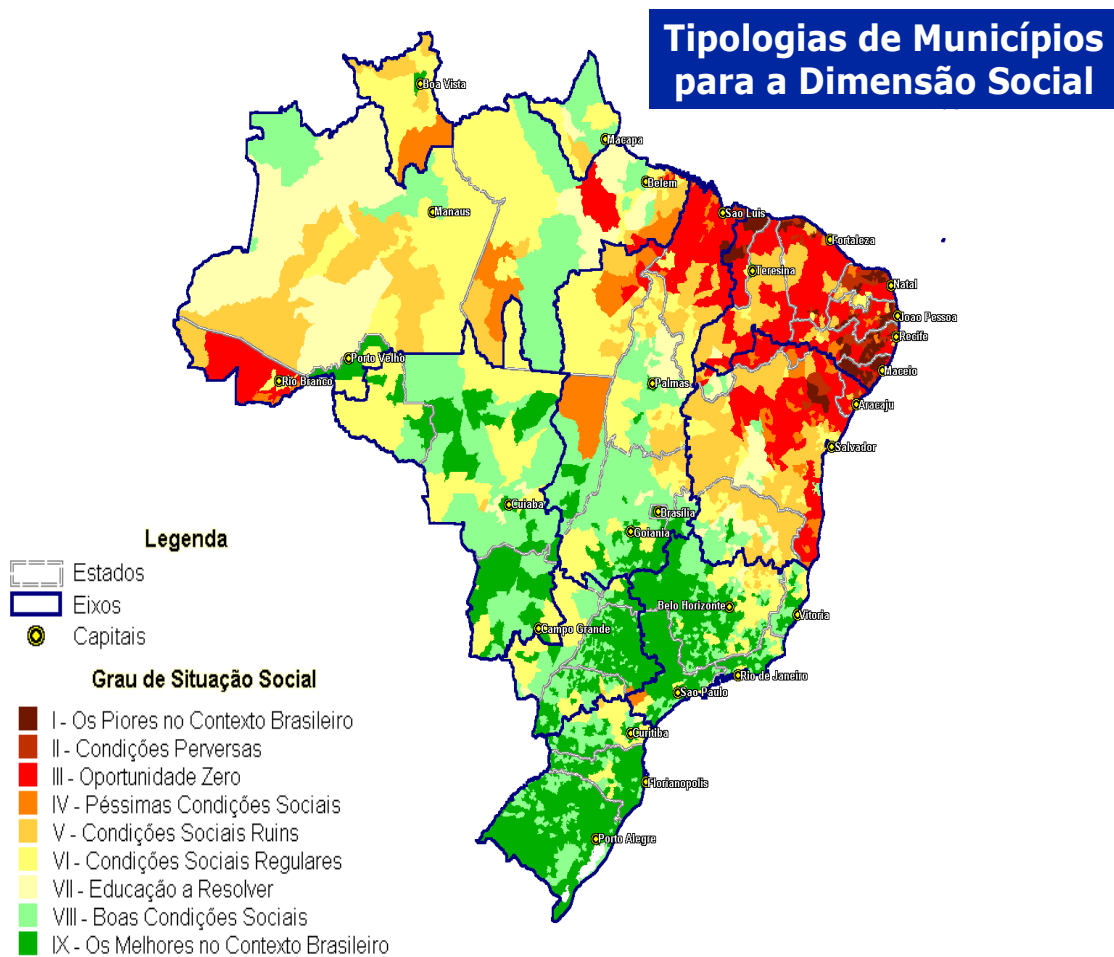 Tipologias de Municípios
para a Dimensão Social
Boa Vista
Macapa
Belem
Manaus
Sao Luis
Fortaleza
Teresina
Natal
Joao Pessoa
Recife
Porto Velho
Maceio
Rio Branco
Palmas
Aracaju
Salvador
Cuiaba
Brasília
Goiania
Belo Horizonte
Vitoria
Campo Grande
Rio de Janeiro
Sao Paulo
Curitiba
Florianopolis
Porto Alegre
Legenda
Estados
Eixos
Capitais
Grau de Situação Social
I - Os Piores no Contexto Brasileiro
II - Condições Perversas
III - Oportunidade Zero
IV - Péssimas Condições Sociais
V - Condições Sociais Ruins
VI - Condições Sociais Regulares
VII - Educação a Resolver
VIII - Boas Condições Sociais
IX - Os Melhores no Contexto Brasileiro